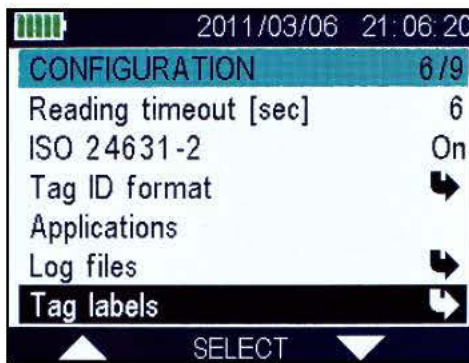 2011/03/06 21:06:20
CONFIGURATION 6/9
Reading timeout [sec] 6
ISO 24631-2 On
Tag ID format
Applications
Log files
Tag labels
SELECT